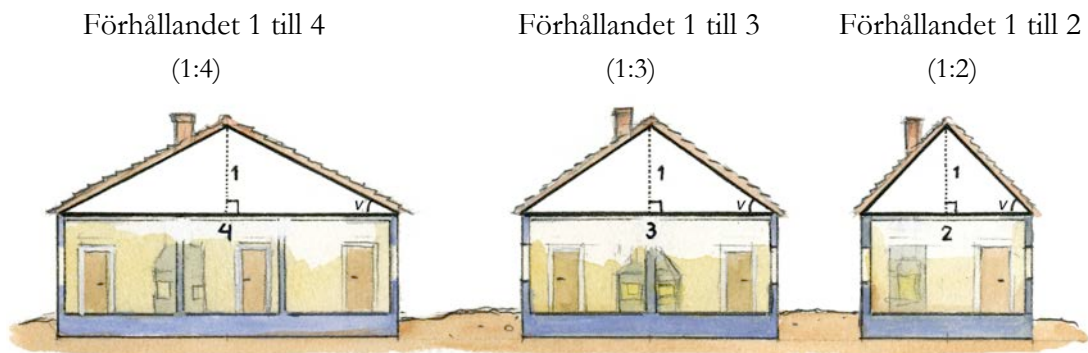 Förhållandet 1 till 4
(1:4)
Förhållandet 1 till 3
(1:3)
Förhållandet 1 till 2
(1:2)
1
v
4
1
v
3
1
v
2